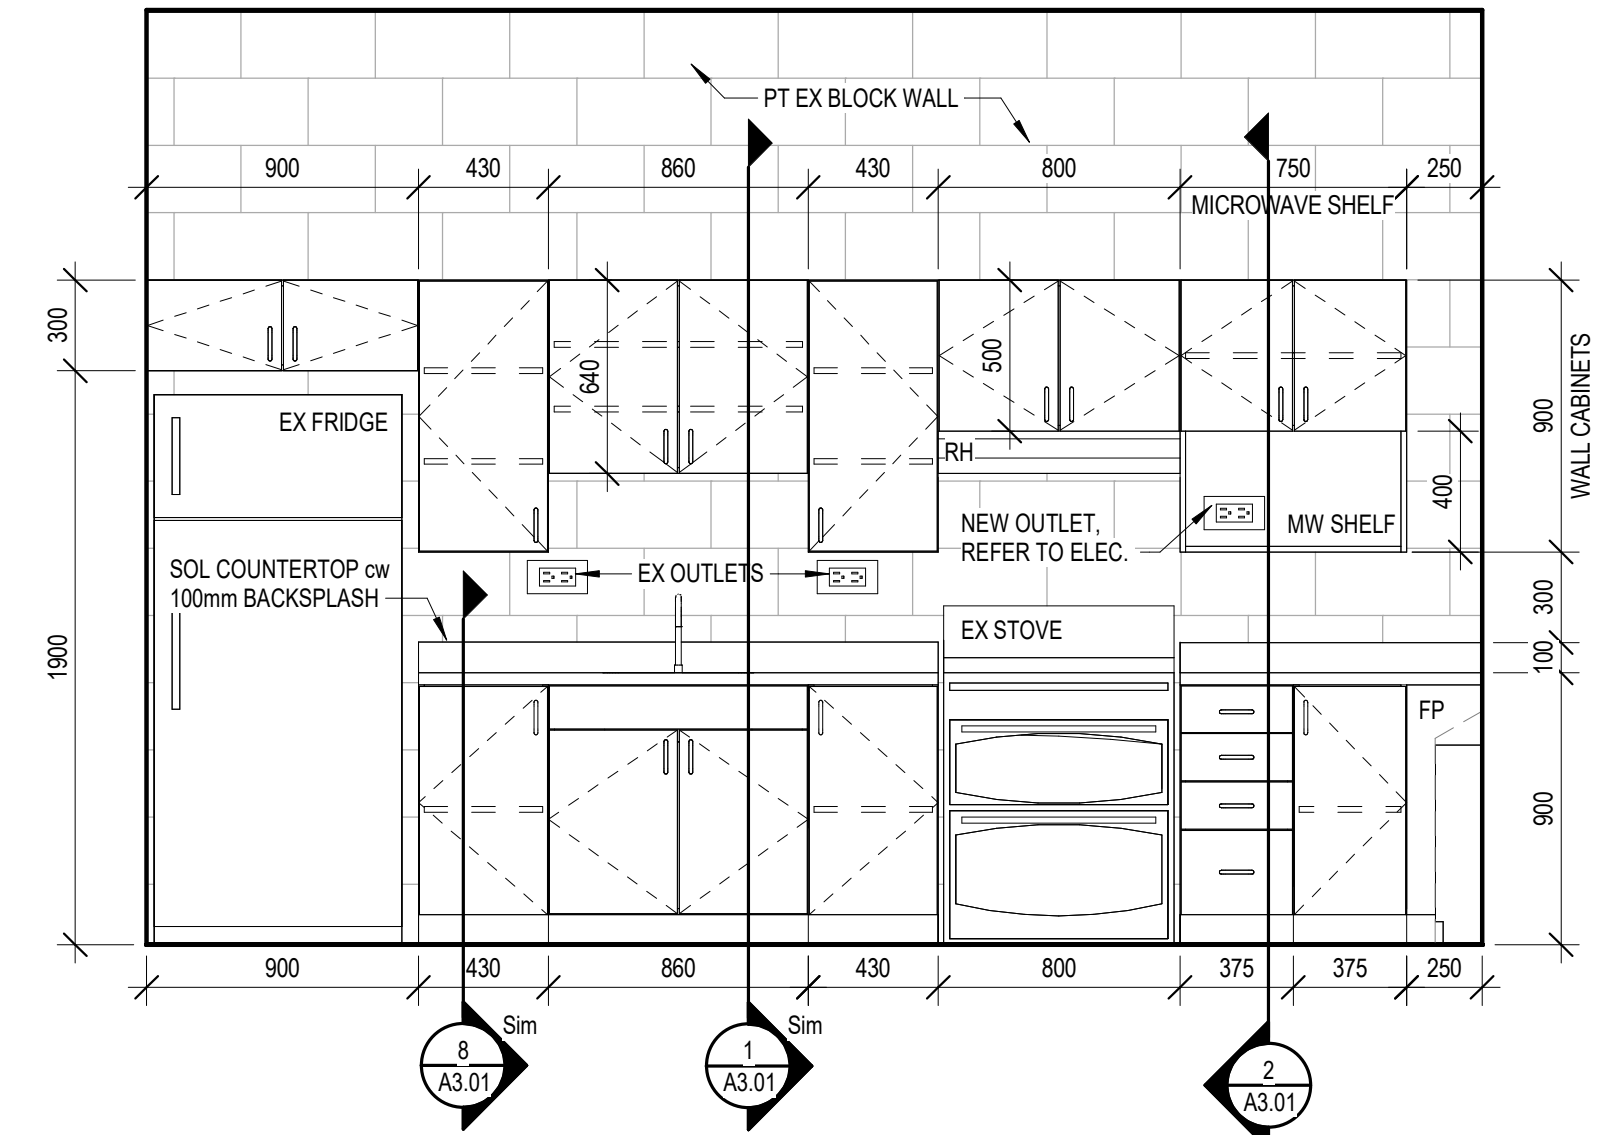 PT EX BLOCK WALL
900 430 860 430 800 750 250
MICROWAVE SHELF
300
640
500
900
WALL CABINETS
EX FRIDGE
RH
400
NEW OUTLET,
REFER TO ELEC.
MW SHELF
SOL COUNTERTOP cw
100mm BACKSPLASH
EX OUTLETS
300
EX STOVE
1900
100
FP
900
900 430 860 430 800 375 375 250
Sim
Sim
8
A3.01
1
A3.01
2
A3.01